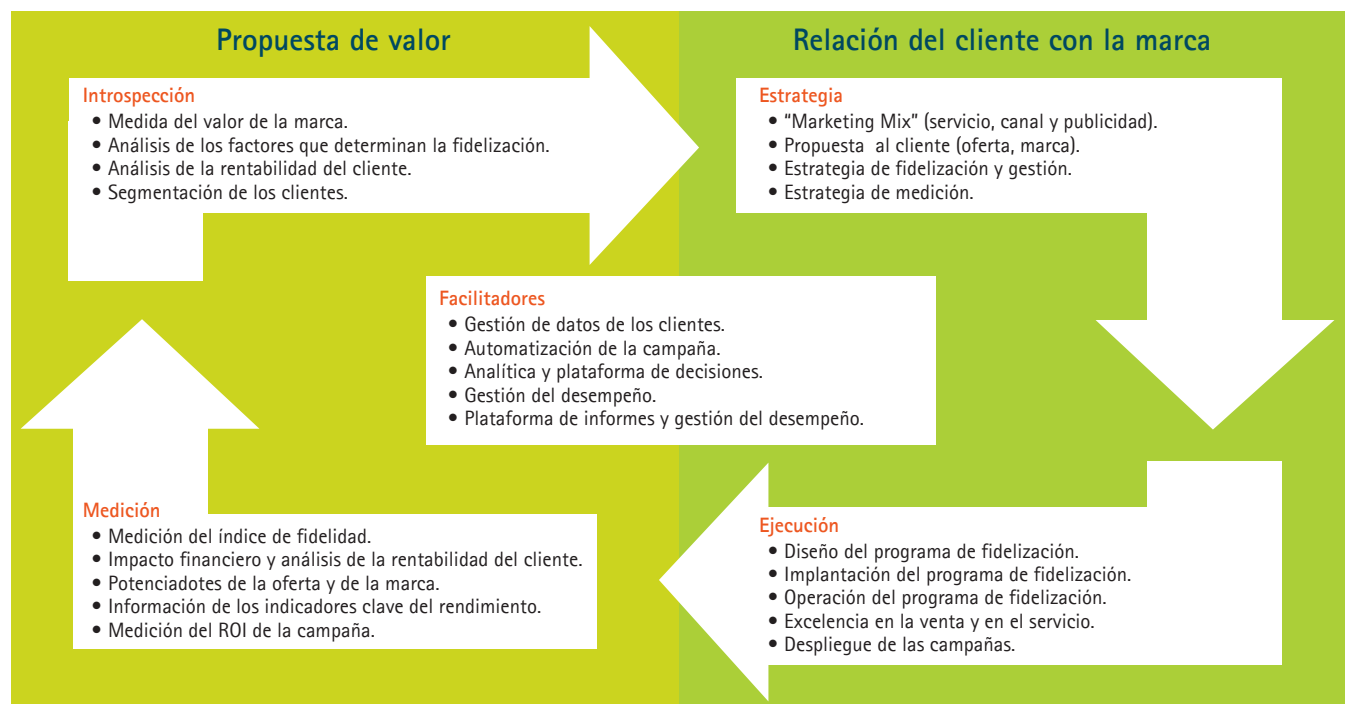 Propuesta de valor
Relación del cliente con la marca
Introspección
• Medida del valor de la marca.
• Análisis de los factores que determinan la fidelización.
• Análisis de la rentabilidad del cliente.
• Segmentación de los clientes.
Estrategia
• “Marketing Mix” (servicio, canal y publicidad).
• Propuesta al cliente (oferta, marca).
• Estrategia de fidelización y gestión.
• Estrategia de medición.
Facilitadores
• Gestión de datos de los clientes.
• Automatización de la campaña.
• Analítica y plataforma de decisiones.
• Gestión del desempeño.
• Plataforma de informes y gestión del desempeño.
Medición
• Medición del índice de fidelidad.
• Impacto financiero y análisis de la rentabilidad del cliente.
• Potenciadotes de la oferta y de la marca.
• Información de los indicadores clave del rendimiento.
• Medición del ROI de la campaña.
Ejecución
• Diseño del programa de fidelización.
• Implantación del programa de fidelización.
• Operación del programa de fidelización.
• Excelencia en la venta y en el servicio.
• Despliegue de las campañas.